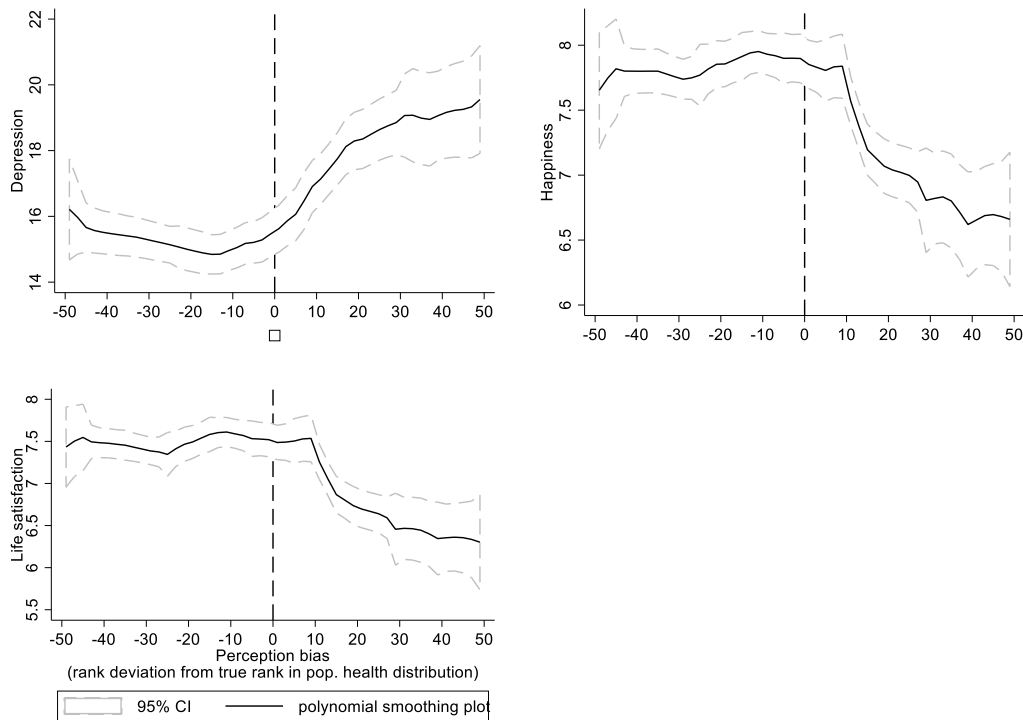 Depression
22
20
18
16
14
-50 -40 -30 -20 -10 0 10 20 30 40 50
Happiness
8
7.5
7
6.5
6
-50 -40 -30 -20 -10 0 10 20 30 40 50
Life satisfaction
8
7.5
7
6.5
6
5.5
-50 -40 -30 -20 -10 0 10 20 30 40 50
Perception bias
(rank deviation from true rank in pop. health distribution)
95% CI polynomial smoothing plot